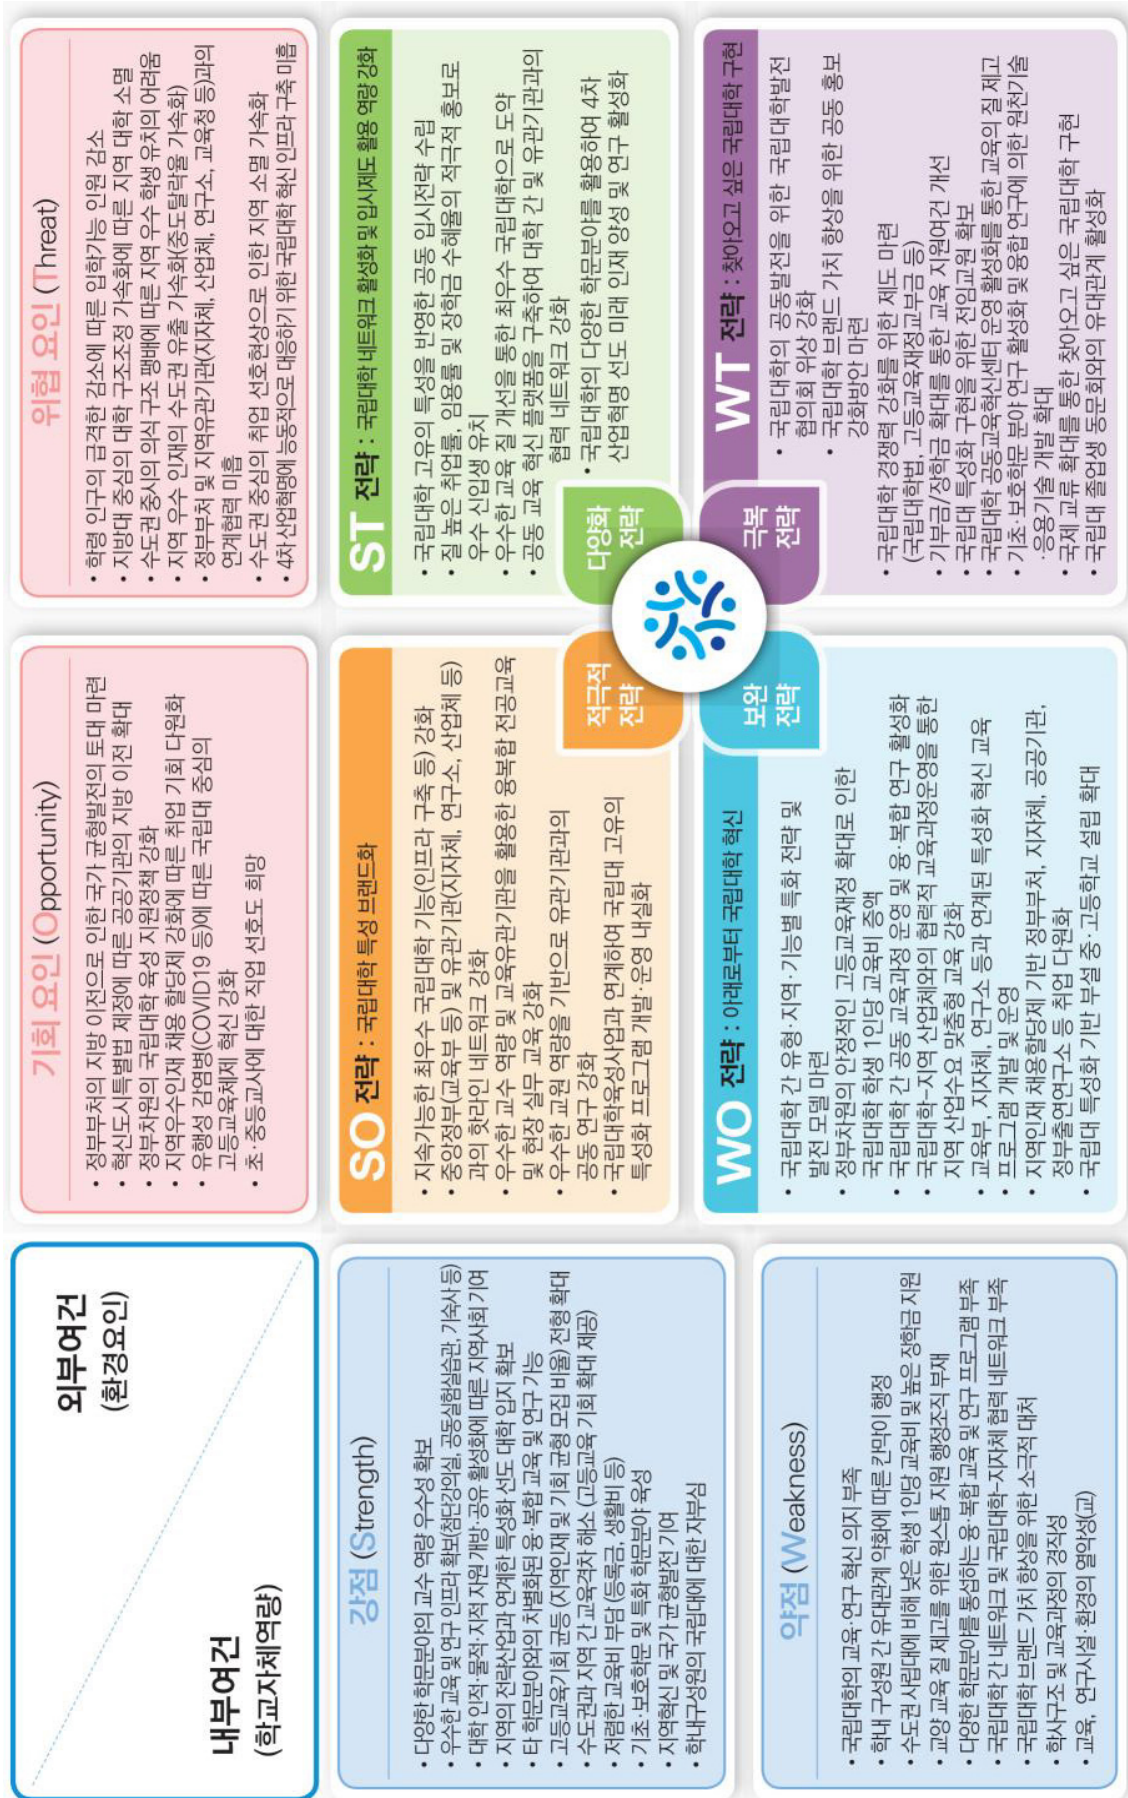 외부여건
(환경요인)
내부여건
(학교자체역량)
기회 요인 (Opportunity)
• 정부부처의 지방 이전으로 인한 국가 균형발전의 토대 마련
• 혁신도시특별법 제정에 따른 공공기관의 지방 이전 확대
• 정부차원의 국립대학 육성 지원정책 강화
• 지역우수인재 채용 할당제 강화에 따른 취업 기회 다원화
• 유행성 감염병(COVID19 등)에 따른 국립대 중심의
고등교육체제 혁신 강화
• 초·중등교사에 대한 직업 선호도 희망
위협 요인 (Threat)
• 학령 인구의 급격한 감소에 따른 입학가능 인원 감소
• 지방대 중심의 대학 구조조정 가속화에 따른 지역 대학 소멸
• 수도권 중시의 의식구조 팽배에 따른 지역 우수 학생 유치의 어려움
• 지역 우수 인재의 수도권 유출 가속화(중도탈락율 가속화)
• 정부부처 및 지역유관기관(지자체, 산업체, 연구소, 교육청 등)과의
연계협력 미흡
• 수도권 중심의 취업 선호현상으로 인한 지역 소멸 가속화
• 4차 산업혁명에 능동적으로 대응하기 위한 국립대학 혁신 인프라 구축 미흡
강점 (Strength)
• 다양한 학문분야의 교수 역량 우수성 확보
• 우수한 교육 및 연구 인프라 확보(첨단강의실, 공동실험실습관, 기숙사 등)
• 대학 인적·물적·지적 자원 개방·공유 활성화에 따른 지역사회 기여
• 지역의 전략산업과 연계한 특성화 선도 대학 입지 확보
• 타 학문분야와의 차별화된 융·복합 교육 및 연구 가능
• 고등교육기회 균등 (지역인재 및 기회 균형 모집 비율) 전형 확대
• 수도권과 지역 간 교육격차 해소 (고등교육 기회 확대 제공)
• 저렴한 교육비 부담 (등록금, 생활비 등)
• 기초·보호학문 및 특화 학문분야 육성
• 지역혁신 및 국가 균형발전 기여
• 학내구성원의 국립대에 대한 자부심
SO 전략 : 국립대학 특성 브랜드화
• 지속가능한 최우수 국립대학 기능(인프라 구축 등) 강화
• 중앙정부(교육부 등) 및 유관기관(지자체, 연구소, 산업체 등)
과의 핫라인 네트워크 강화
• 우수한 교수 역량 및 교육유관기관을 활용한 융복합 전공교육
및 현장 실무 교육 강화
• 우수한 교원 역량을 기반으로 유관기관과의
공동 연구 강화
• 국립대학육성사업과 연계하여 국립대 고유의
특성화 프로그램 개발·운영 내실화
적극적
전략
ST 전략 : 국립대학 네트워크 활성화 및 입시제도 활용 역량 강화
• 국립대학 고유의 특성을 반영한 공동 입시전략 수립
• 질 높은 취업률, 임용률 및 장학금 수혜율의 적극적 홍보로
우수 신입생 유치
• 우수한 교육 질 개선을 통한 최우수 국립대학으로 도약
• 공동 교육 혁신 플랫폼을 구축하여 대학 간 및 유관기관과의
협력 네트워크 강화
• 국립대학의 다양한 학문분야를 활용하여 4차
산업혁명 선도 미래 인재 양성 및 연구 활성화
다양화
전략
약점 (Weakness)
• 국립대학의 교육·연구 혁신 의지 부족
• 학내 구성원 간 유대관계 약화에 따른 칸막이 행정
• 수도권 사립대에 비해 낮은 학생 1인당 교육비 및 높은 장학금 지원
• 교양 교육 질 제고를 위한 원스톱 지원 행정조직 부재
• 다양한 학문분야를 통섭하는 융·복합 교육 및 연구 프로그램 부족
• 국립대학 간 네트워크 및 국립대학-지자체 협력 네트워크 부족
• 국립대학 브랜드 가치 향상을 위한 소극적 대처
• 학사구조 및 교육과정의 경직성
• 교육, 연구시설·환경의 열악성(교)
WO 전략 : 아래로부터 국립대학 혁신
• 국립대학 간 유형·지역·기능별 특화 전략 및
발전 모델 마련
• 정부차원의 안정적인 고등교육재정 확대로 인한
국립대학 학생 1인당 교육비 증액
• 국립대학 간 공동 교육과정 운영 및 융·복합 연구 활성화
• 국립대학-지역 산업체와의 협력적 교육과정운영을 통한
지역 산업수요 맞춤형 교육 강화
• 교육부, 지자체, 연구소 등과 연계된 특성화 혁신 교육
프로그램 개발 및 운영
• 지역인재 채용할당제 기반 정부부처, 지자체, 공공기관,
정부출연연구소 등 취업 다원화
• 국립대 특성화 기반 부설 중·고등학교 설립 확대
보완
전략
WT 전략 : 찾아오고 싶은 국립대학 구현
• 국립대학의 공동발전을 위한 국립대학발전
협의회 위상 강화
• 국립대학 브랜드 가치 향상을 위한 공동 홍보
강화방안 마련
• 국립대학 경쟁력 강화를 위한 제도 마련
(국립대학법, 고등교육재정교부금 등)
• 기부금/장학금 확대를 통한 교육 지원여건 개선
• 국립대 특성화 구현을 위한 전임교원 확보
• 국립대학 공동교육혁신센터 운영 활성화를 통한 교육의 질 제고
• 기초·보호학문 분야 연구 활성화 및 융합 연구에 의한 원천기술
·응용기술 개발 확대
• 국제 교류 확대를 통한 찾아오고 싶은 국립대학 구현
• 국립대 졸업생 동문회와의 유대관계 활성화
극복
전략